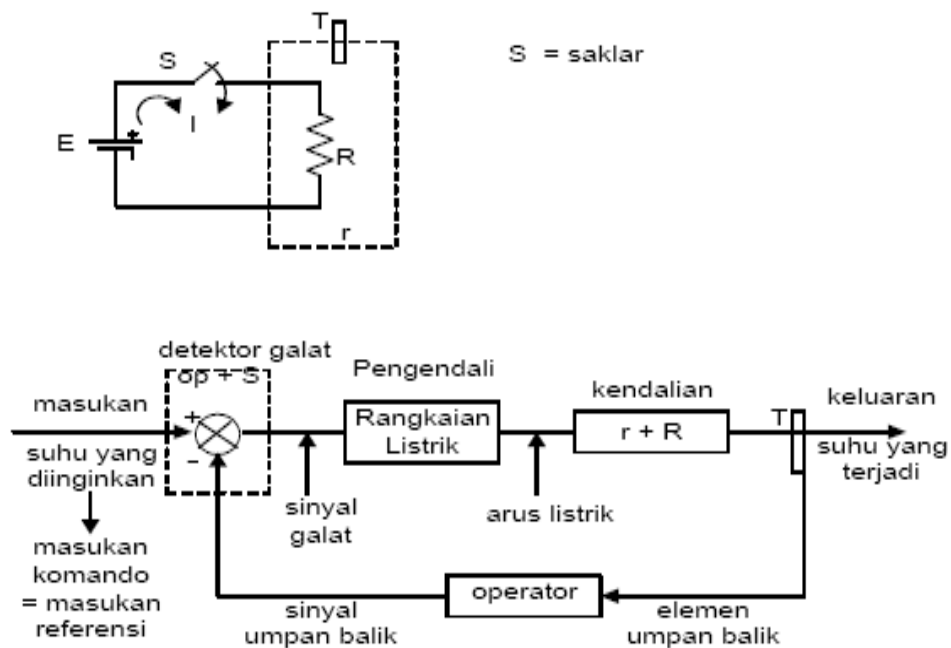 T
S
S = saklar
I
E
+
R
r
detektor galat
op + S
Pengendali
kendalian
masukan
keluaran
+
Rangkaian
Listrik
r + R
T
suhu yang
diinginkan
−
suhu yang
terjadi
sinyal
galat
arus listrik
masukan
komando
= masukan
referensi
operator
sinyal
umpan balik
elemen
umpan balik